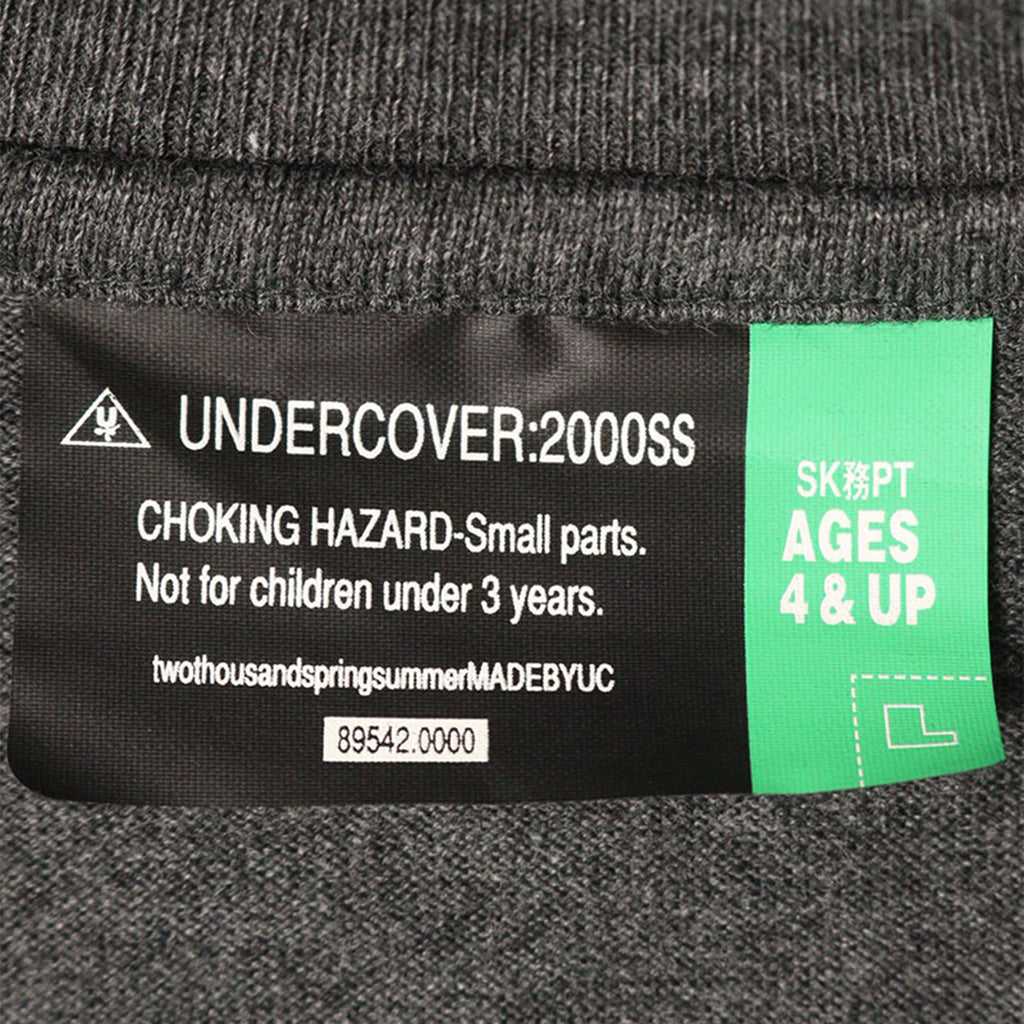 UNDERCOVER:2000SS
CHOKING HAZARD-Small parts.
Not for children under 3 years.
twothousandspringsummerMADEBYUC
89542.0000
SK務PT
AGES
4 & UP